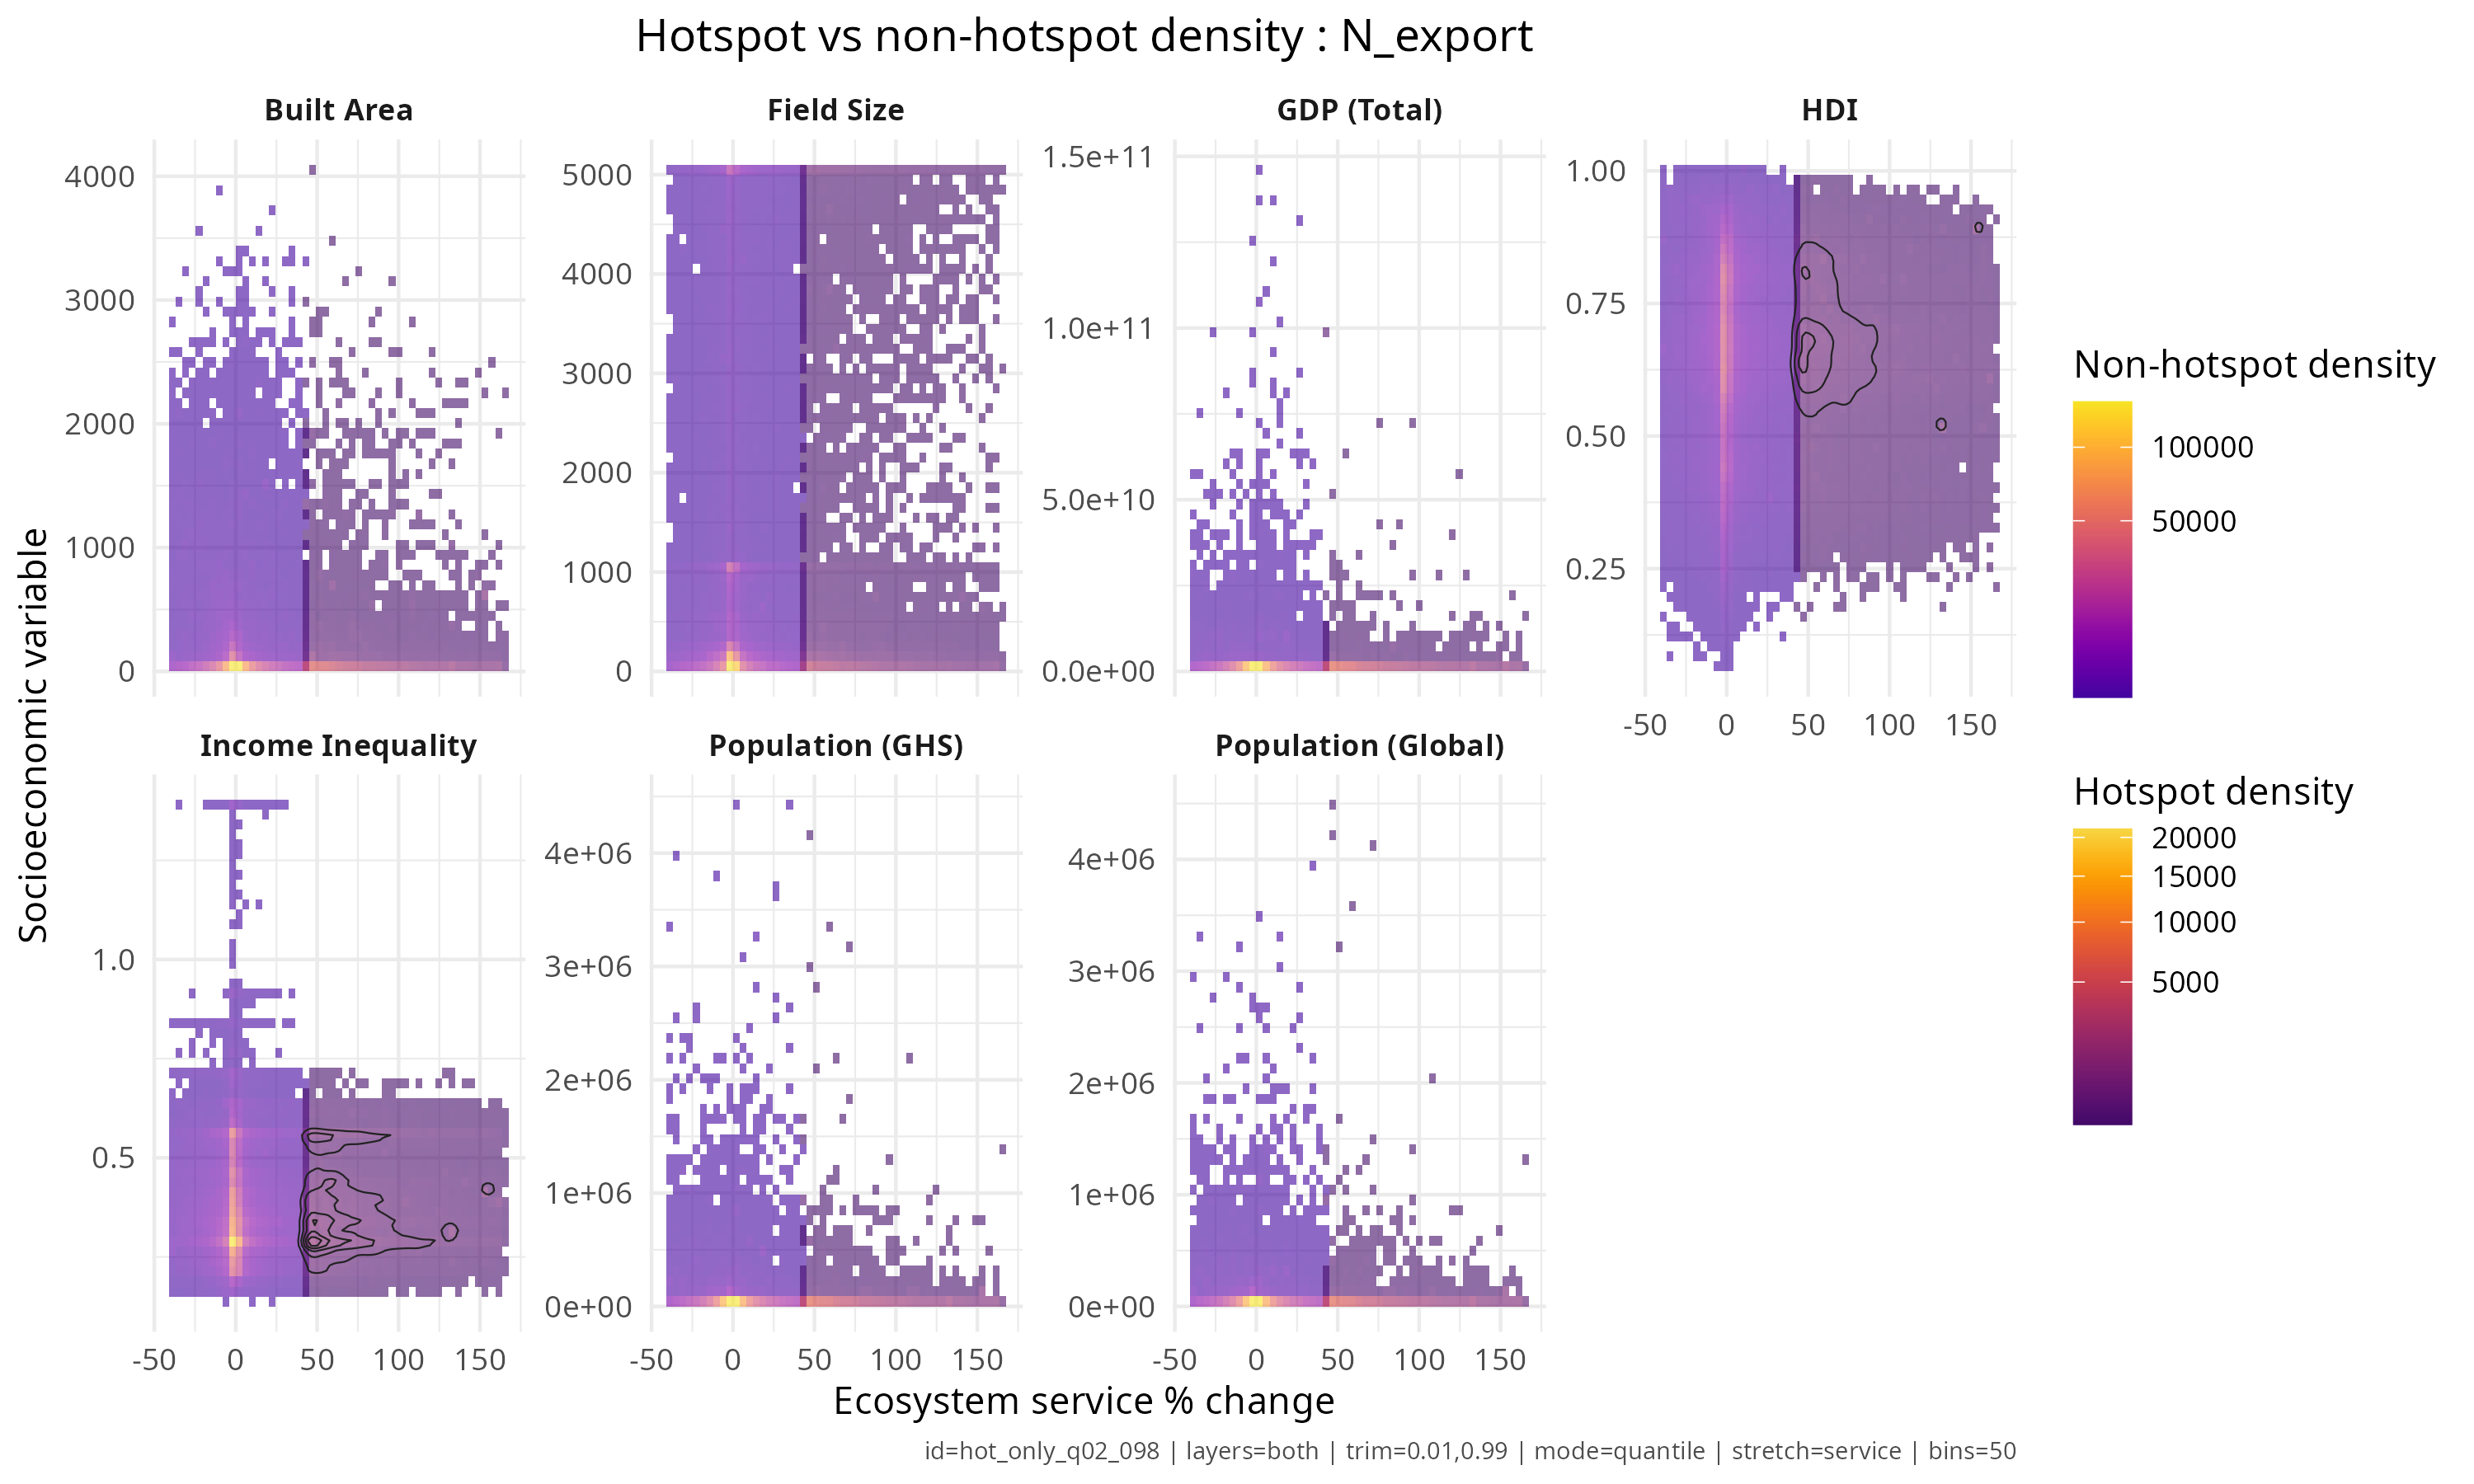 Hotspot vs non-hotspot density : N_export
Built Area
Field Size
GDP (Total)
HDI
4000
3000
2000
1000
0
5000
4000
3000
2000
1000
0
1.5e+11
1.0e+11
5.0e+10
0.0e+00
1.00
0.75
0.50
0.25
-50 0 50 100 150
Socioeconomic variable
Income Inequality
Population (GHS)
Population (Global)
1.0
0.5
4e+06
3e+06
2e+06
1e+06
0e+00
4e+06
3e+06
2e+06
1e+06
0e+00
-50 0 50 100 150
-50 0 50 100 150
-50 0 50 100 150
Ecosystem service % change
Non-hotspot density
100000
50000
Hotspot density
20000
15000
10000
5000
id=hot_only_q02_098 | layers=both | trim=0.01,0.99 | mode=quantile | stretch=service | bins=50